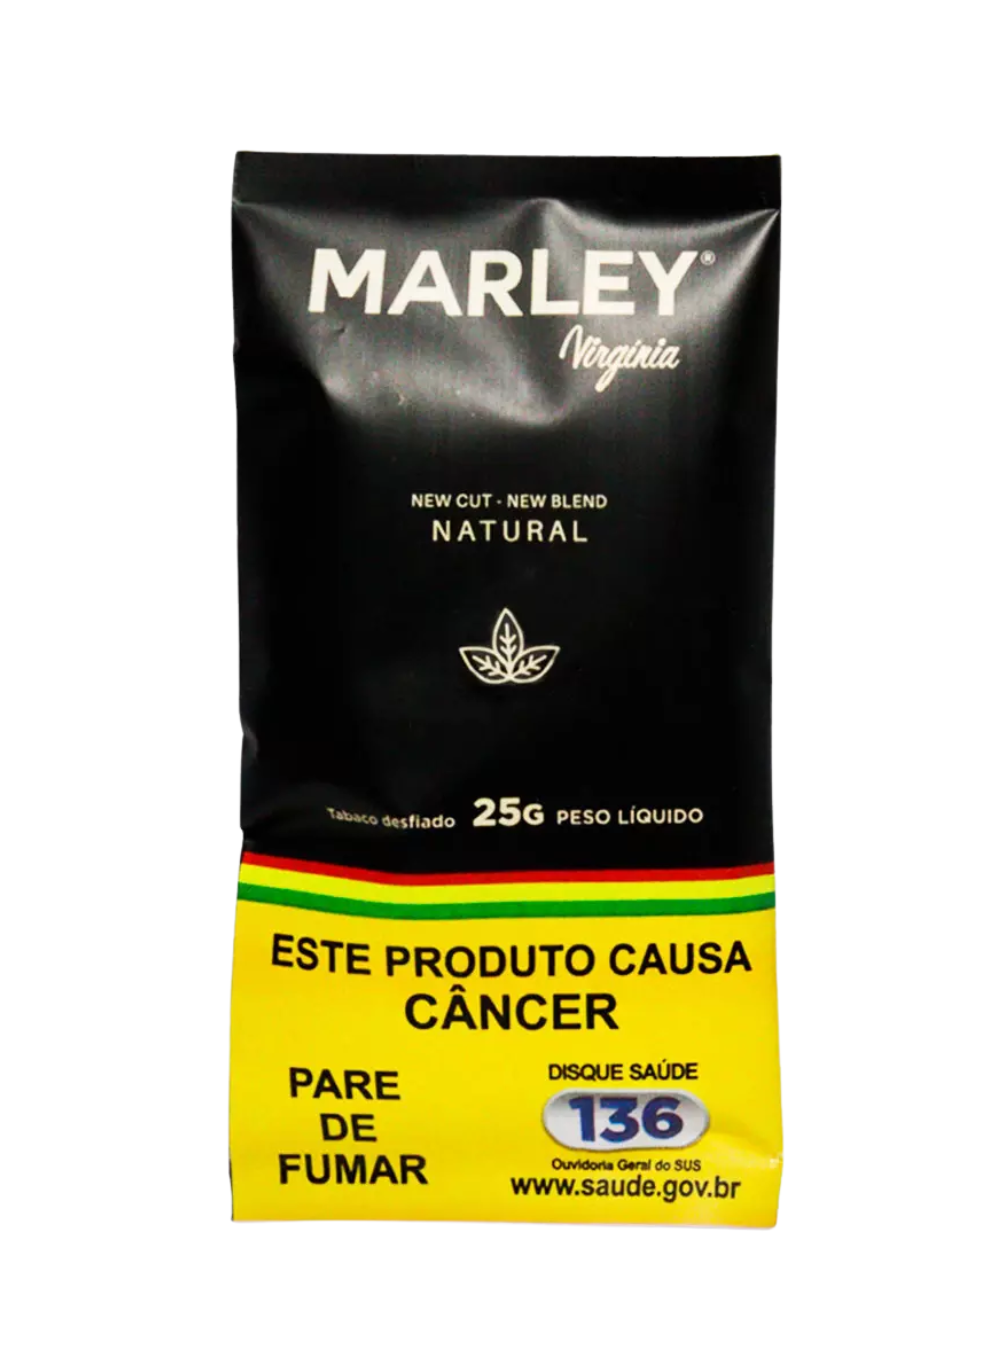 MARLEY®
Virgínia
NEW CUT - NEW BLEND
NATURAL
Tabaco desfiado 25G PESO LÍQUIDO
ESTE PRODUTO CAUSA
CÂNCER
PARE
DE
FUMAR
DISQUE SAÚDE
136
Ouvidoria Geral do SUS
www.saude.gov.br